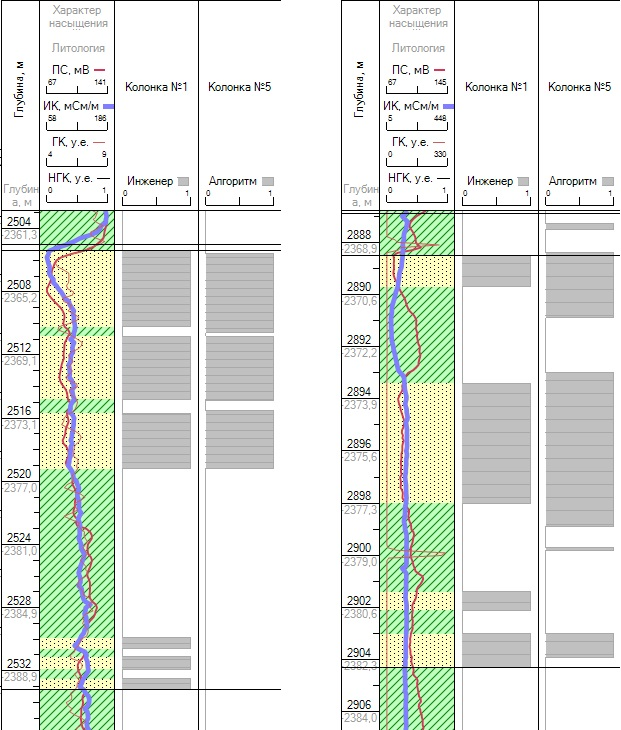 Характер
насыщения
Литология
Глубина, м
ПС, мВ
67 141
ИК, мСм/м
58 186
ГК, у.е.
4 9
НГК, у.е.
0 1
Глубин
а, м
Колонка №1
Инженер
0 1
Колонка №5
Алгоритм
0 1
2504
-2361,3
2508
-2365,2
2512
-2369,1
2516
-2373,1
2520
-2377,0
2524
-2381,0
2528
-2384,9
2532
-2388,9
Характер
насыщения
Литология
Глубина, м
ПС, мВ
67 145
ИК, мСм/м
5 448
ГК, у.е.
0 330
НГК, у.е.
0 1
Глубин
а, м
Колонка №1
Инженер
0 1
Колонка №5
Алгоритм
0 1
2888
-2368,9
2890
-2370,6
2892
-2372,2
2894
-2373,9
2896
-2375,6
2898
-2377,3
2900
-2379,0
2902
-2380,6
2904
-2382,3
2906
-2384,0